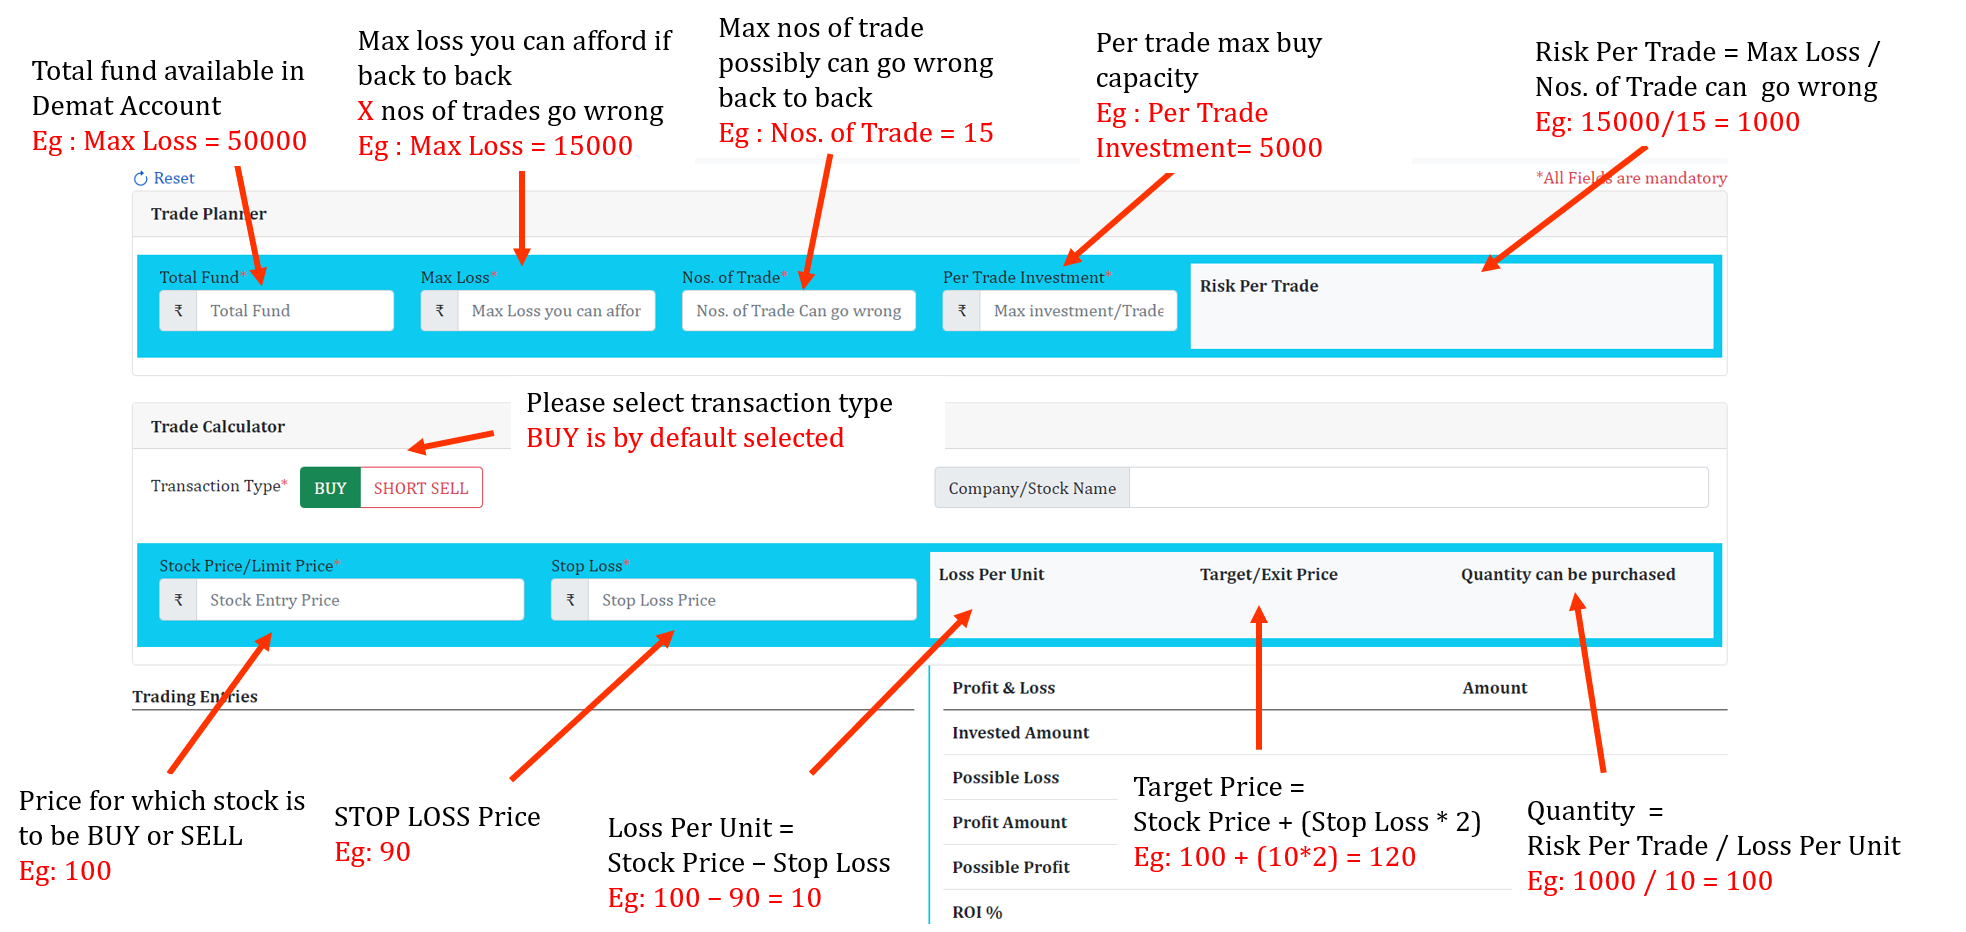 Total fund available in
Demat Account
Eg : Max Loss = 50000
Max loss you can afford if
back to back
X nos of trades go wrong
Eg : Max Loss = 15000
Max nos of trade
possibly can go wrong
back to back
Eg : Nos. of Trade = 15
Per trade max buy
capacity
Eg : Per Trade
Investment= 5000
Risk Per Trade = Max Loss /
Nos. of Trade can go wrong
Eg: 15000/15 = 1000
Reset
*All Fields are mandatory
Trade Planner
Total Fund*
₹ Total Fund
Max Loss*
₹ Max Loss you can affor
Nos. of Trade*
Nos. of Trade Can go wrong
Per Trade Investment*
₹ Max investment/Trade
Risk Per Trade
Please select transaction type
BUY is by default selected
Trade Calculator
Transaction Type* BUY SHORT SELL
Company/Stock Name
Stock Price/Limit Price*
₹ Stock Entry Price
Stop Loss*
₹ Stop Loss Price
Loss Per Unit
Target/Exit Price
Quantity can be purchased
Trading Entries
Profit & Loss
Amount
Invested Amount
Possible Loss
Profit Amount
Possible Profit
ROI %
Price for which stock is
to be BUY or SELL
Eg: 100
STOP LOSS Price
Eg: 90
Loss Per Unit =
Stock Price – Stop Loss
Eg: 100 – 90 = 10
Target Price =
Stock Price + (Stop Loss * 2)
Eg: 100 + (10*2) = 120
Quantity =
Risk Per Trade / Loss Per Unit
Eg: 1000 / 10 = 100